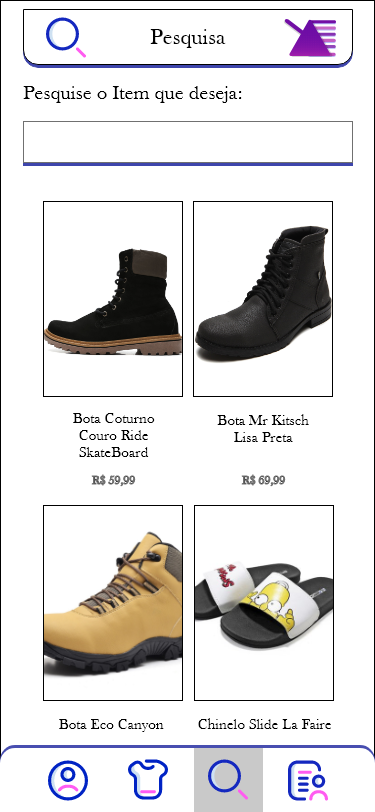 Pesquisa
Pesquise o Item que deseja:
Bota Coturno
Couro Ride
SkateBoard
R$ 59,99
Bota Mr Kitsch
Lisa Preta
R$ 69,99
Bota Eco Canyon
Chinelo Slide La Faire